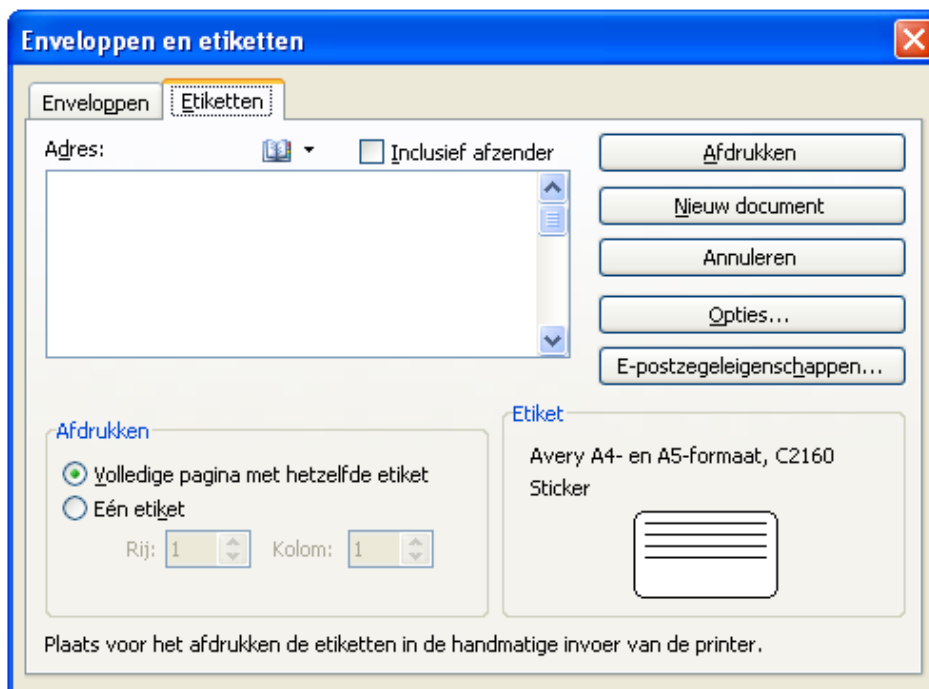 Enveloppen en etiketten
Enveloppen
Etiketten
Adres:
Inclusief afzender
Afdrukken
Nieuw document
Annuleren
Opties...
E-postzegeleigenschappen...
Afdrukken
Volledige pagina met hetzelfde etiket
Eén etiket
Rij: 1 Kolom: 1
Etiket
Avery A4- en A5-formaat, C2160
Sticker
Plaats voor het afdrukken de etiketten in de handmatige invoer van de printer.